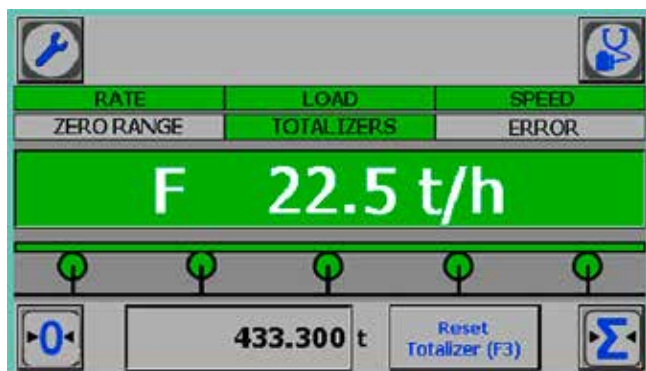 RATE LOAD SPEED
ZERO RANGE TOTALIZERS ERROR
F 22.5 t/h
0 433.300 t Reset Σ
Totalizer (F3)